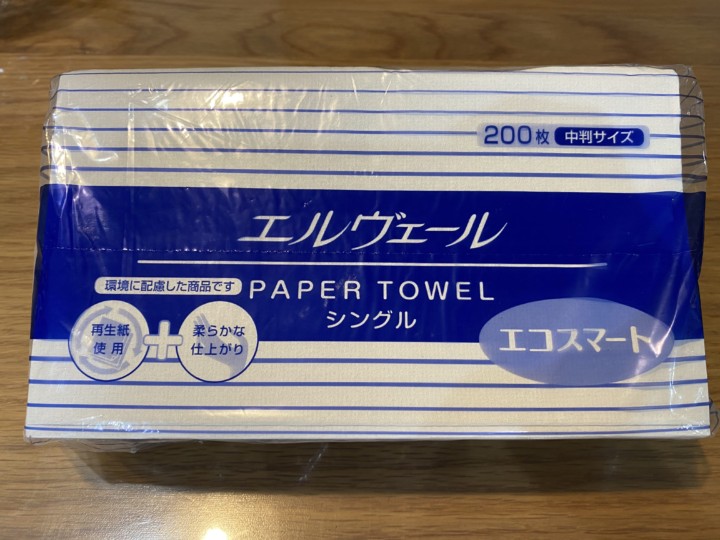 200枚 中判サイズ
エルヴェール
環境に配慮した商品です
PAPER TOWEL
シングル
再生紙
使用
+
柔らかな
仕上がり
エコスマート